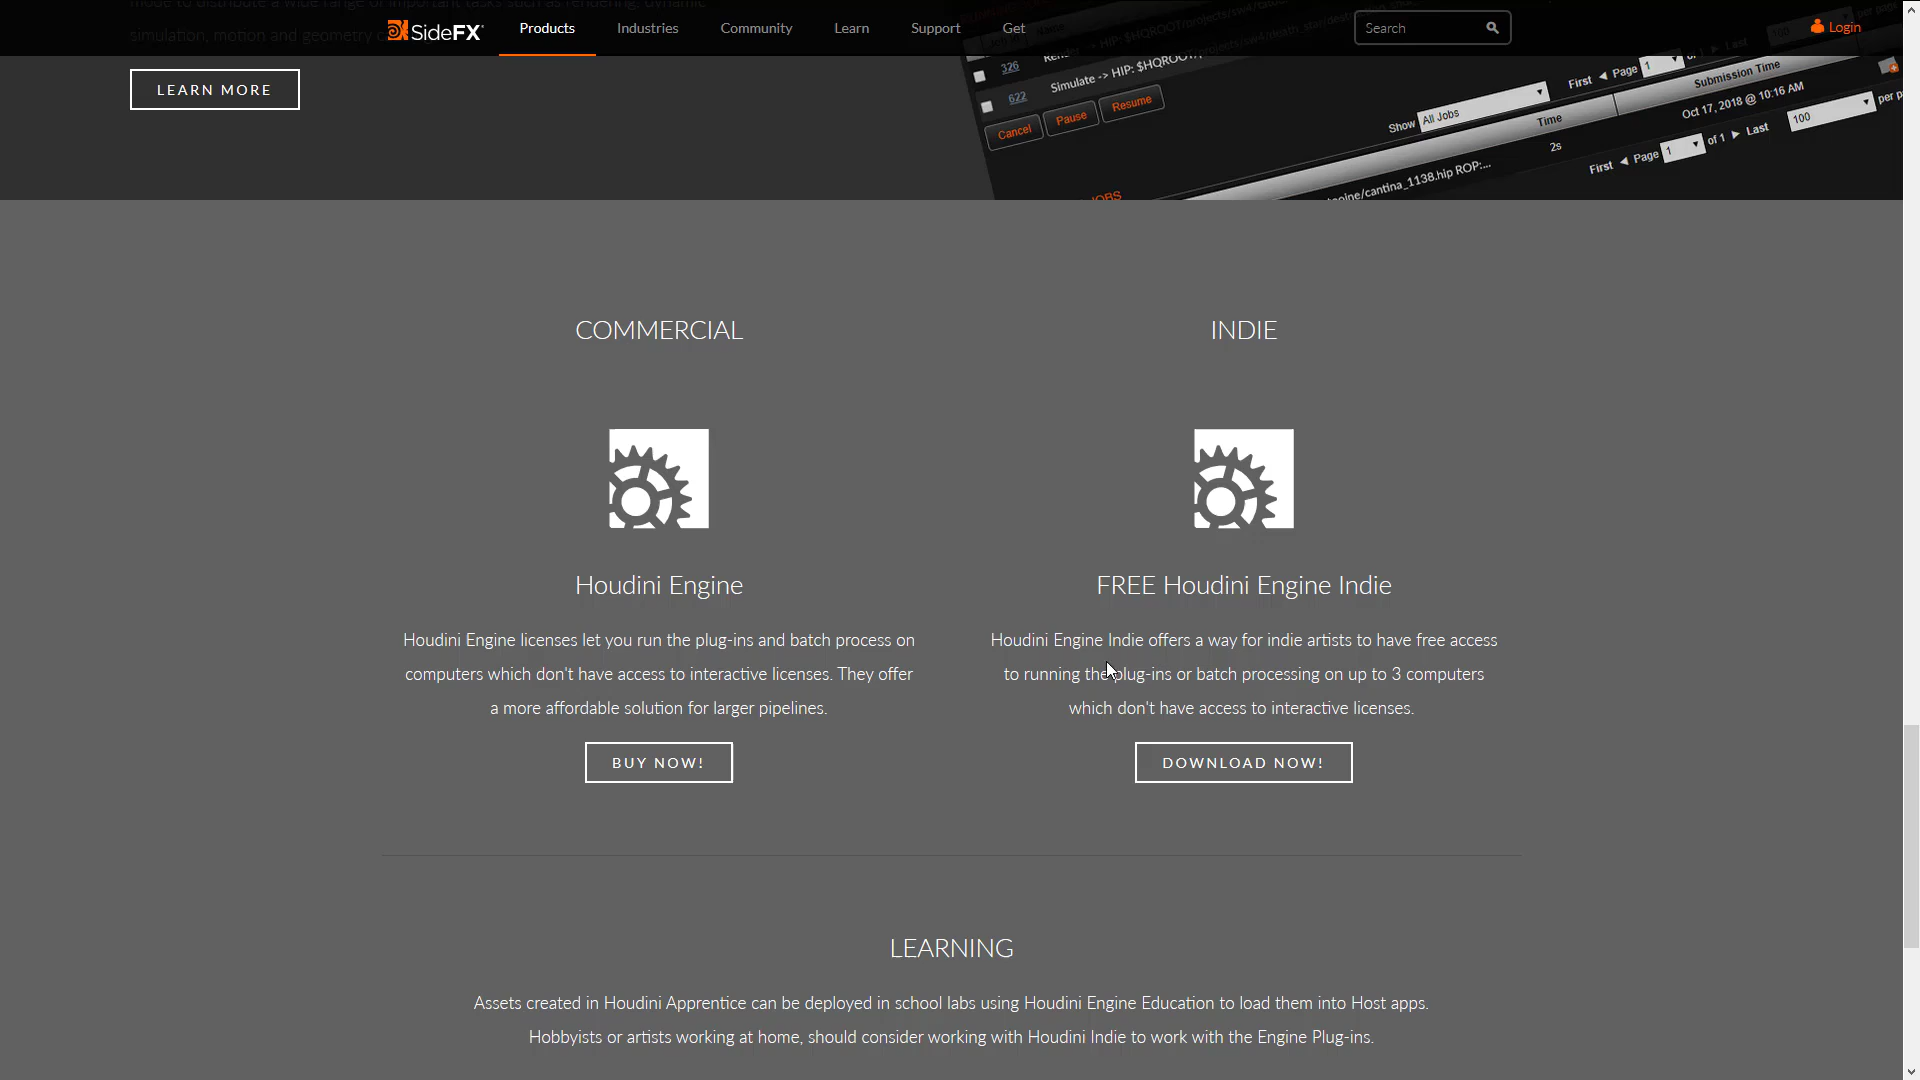 SideFX
Products
Industries
Community
Learn
Support
Get
Search
Login
LEARN MORE
326
622
Simulate -> HIP: $HQROOT/
Cancel
Pause
Resume
Show All Jobs
First ◄ Page 1
Submission Time
Time
Oct 17, 2018 @ 10:16 AM
2s
First ◄ Page 1 of 1 ► Last
100
per p
JOBS
/cantina_1138.hip ROP:...
COMMERCIAL
INDIE
Houdini Engine
FREE Houdini Engine Indie
Houdini Engine licenses let you run the plug-ins and batch process on
computers which don't have access to interactive licenses. They offer
a more affordable solution for larger pipelines.
Houdini Engine Indie offers a way for indie artists to have free access
to running the plug-ins or batch processing on up to 3 computers
which don't have access to interactive licenses.
BUY NOW!
DOWNLOAD NOW!
LEARNING
Assets created in Houdini Apprentice can be deployed in school labs using Houdini Engine Education to load them into Host apps.
Hobbyists or artists working at home, should consider working with Houdini Indie to work with the Engine Plug-ins.